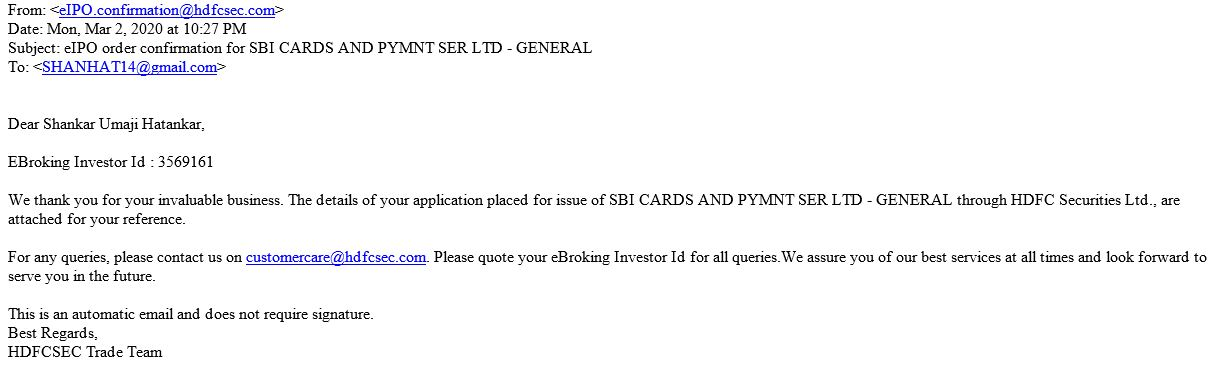 From: <eIPO.confirmation@hdfcsec.com>
Date: Mon, Mar 2, 2020 at 10:27 PM
Subject: eIPO order confirmation for SBI CARDS AND PYMNT SER LTD - GENERAL
To: <SHANHAT14@gmail.com>
Dear Shankar Umaji Hatankar,
EBroking Investor Id : 3569161
We thank you for your invaluable business. The details of your application placed for issue of SBI CARDS AND PYMNT SER LTD - GENERAL through HDFC Securities Ltd., are
attached for your reference.
For any queries, please contact us on customercare@hdfcsec.com. Please quote your eBroking Investor Id for all queries.We assure you of our best services at all times and look forward to
serve you in the future.
This is an automatic email and does not require signature.
Best Regards,
HDFCSEC Trade Team